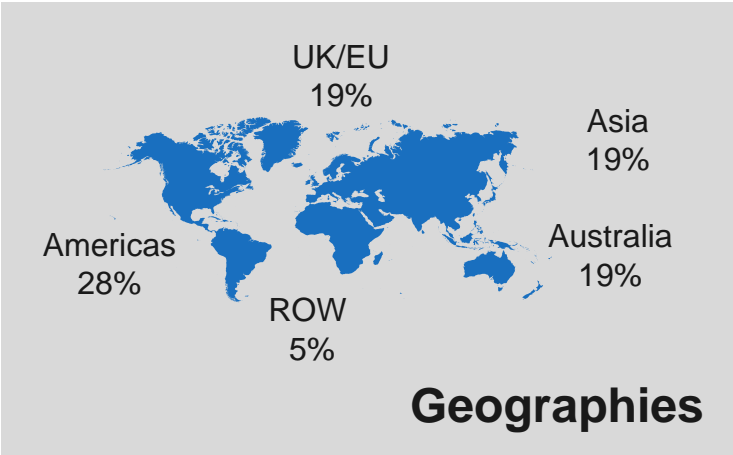 UK/EU
19%
Asia
19%
Americas
28%
Australia
19%
ROW
5%
Geographies